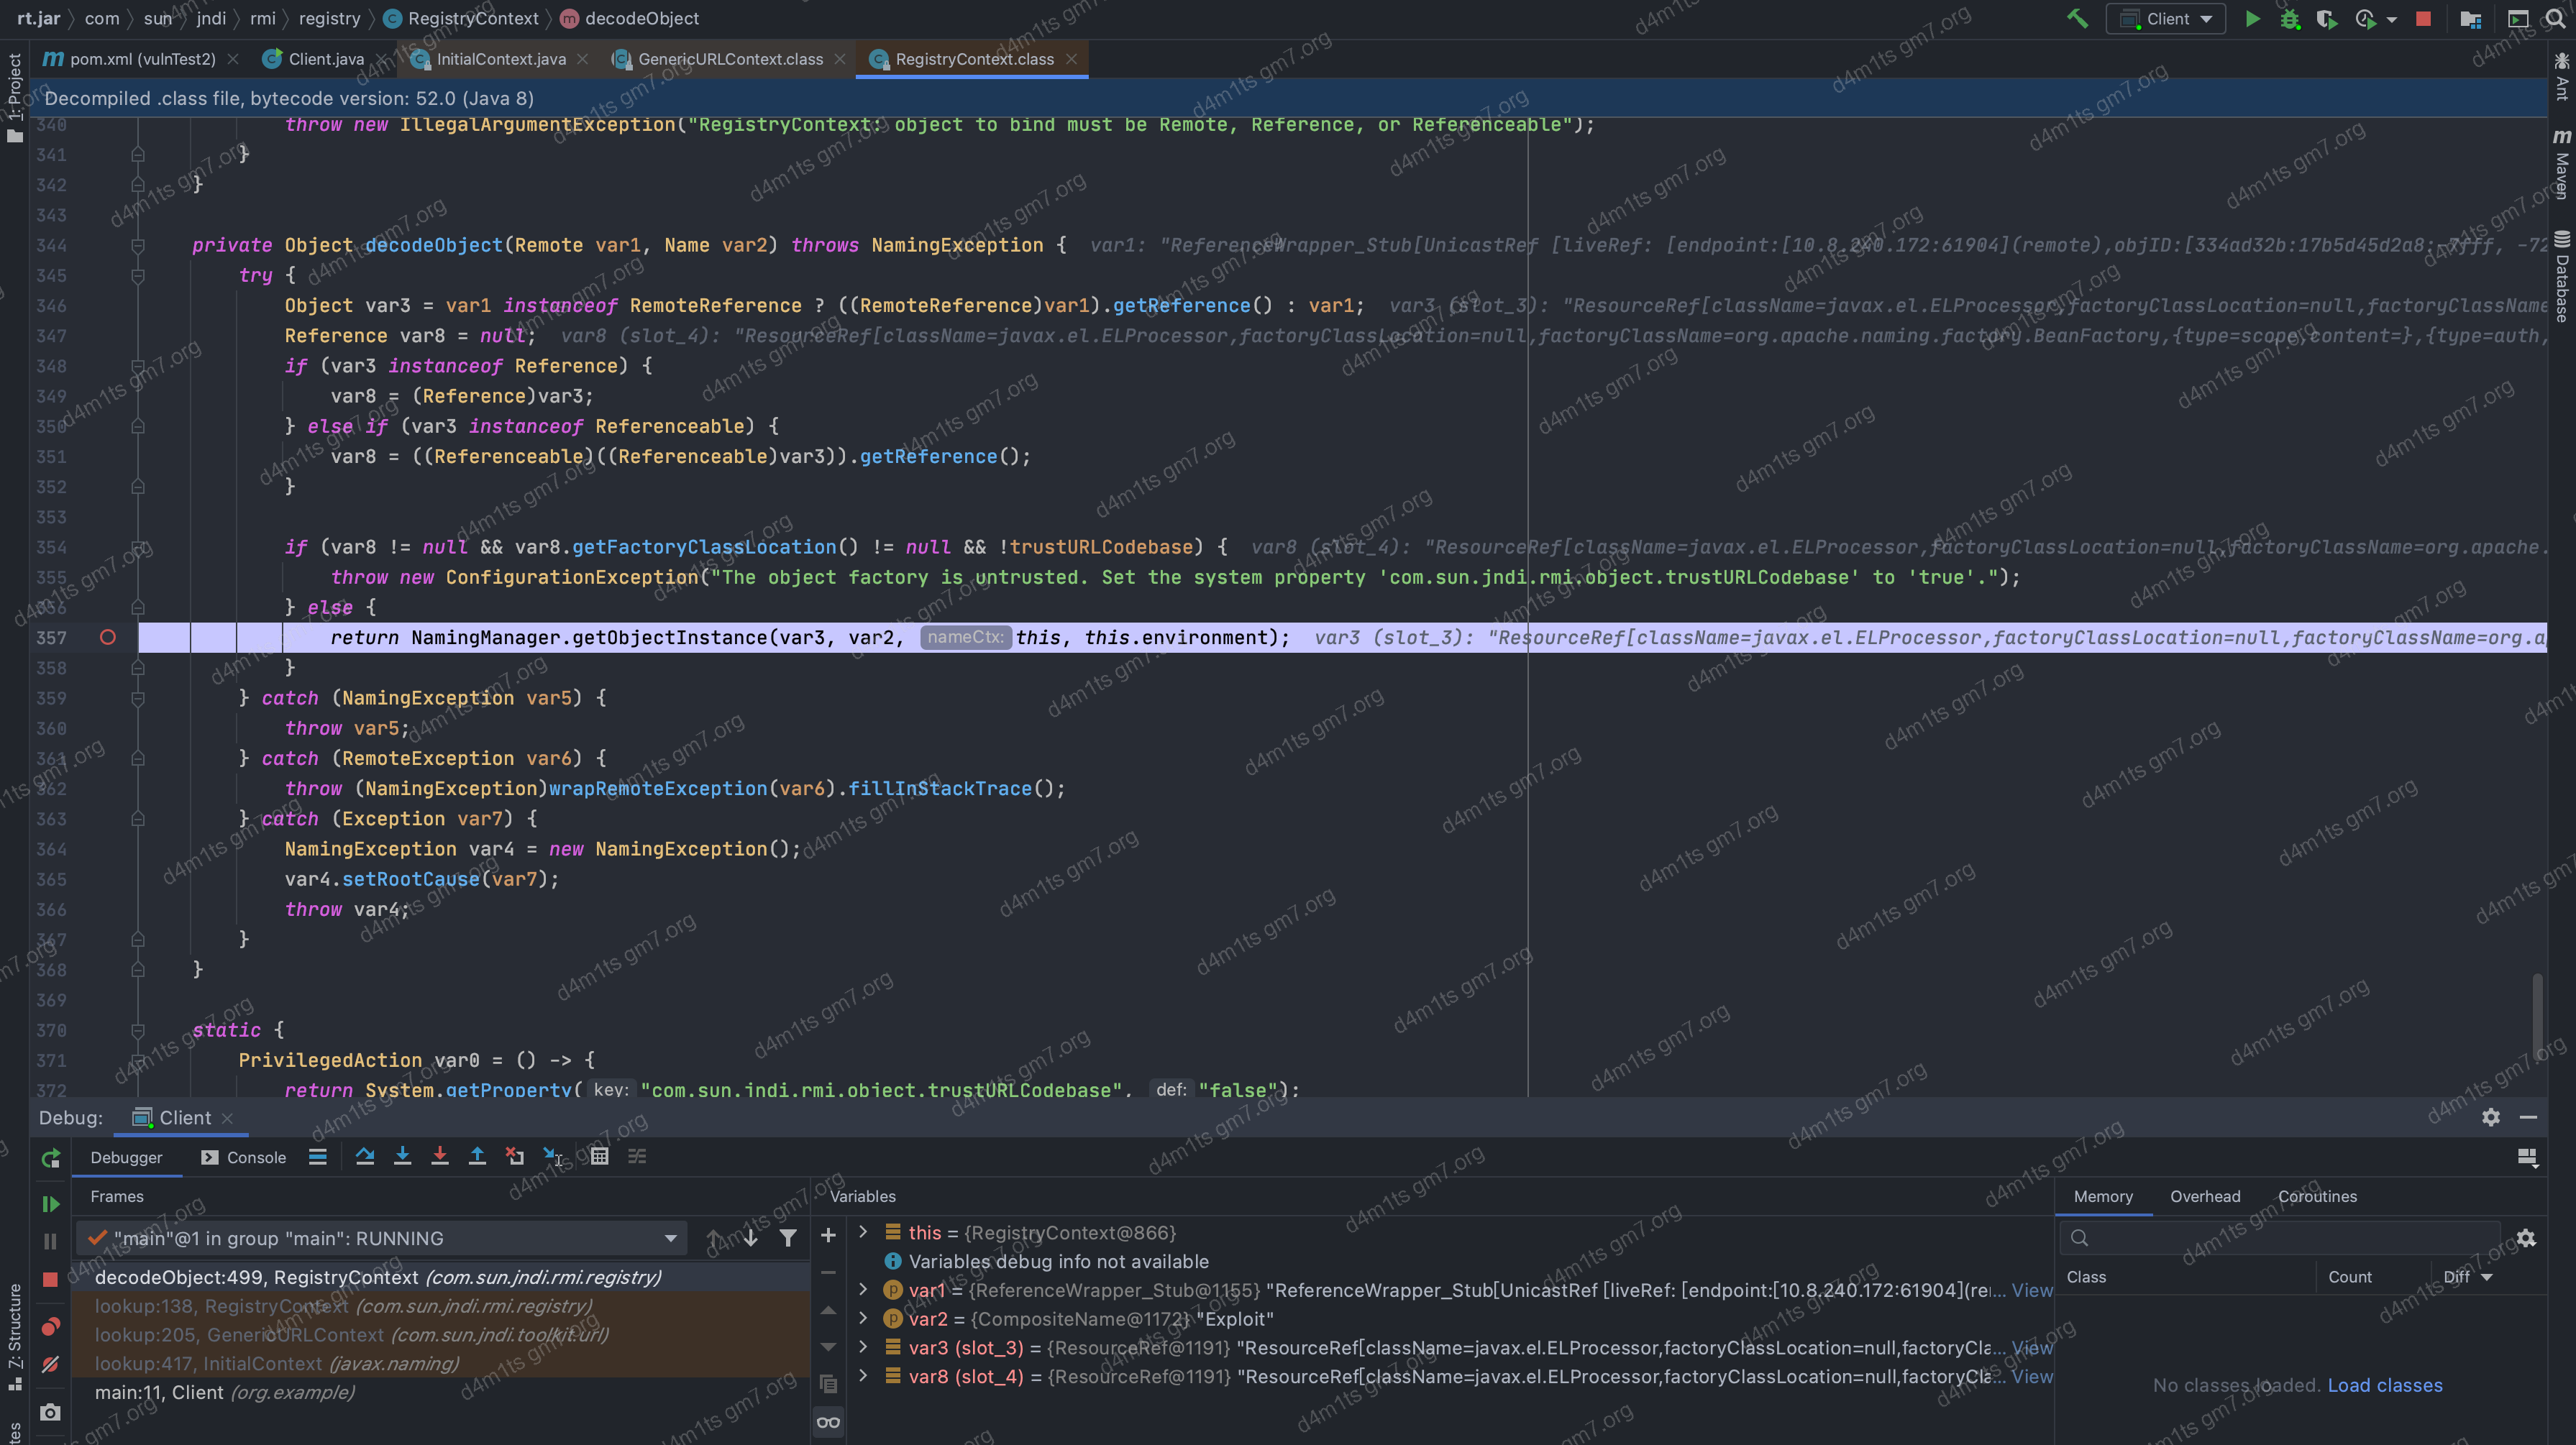 rt.jar com sun jndi rmi registry RegistryContext decodeObject
Client
pom.xml (vulnTest2) Client.java InitialContext.java GenericURLContext.class RegistryContext.class
Decompiled .class file, bytecode version: 52.0 (Java 8)
1: Project
Ant
Maven
Database
340 throw new IllegalArgumentException("RegistryContext: object to bind must be Remote, Reference, or Referenceable");
341 }
342 }
343
344 private Object decodeObject(Remote var1, Name var2) throws NamingException { var1: "ReferenceWrapper_Stub[UnicastRef [liveRef: [endpoint:[10.8.240.172:61904](remote),objID:[334ad32b:17b5d45d2a8:-7fff, -72
345 try {
346 Object var3 = var1 instanceof RemoteReference ? ((RemoteReference)var1).getReference() : var1; var3 (slot_3): "ResourceRef[className=javax.el.ELProcessor,factoryClassLocation=null,factoryClassName
347 Reference var8 = null; var8 (slot_4): "ResourceRef[className=javax.el.ELProcessor,factoryClassLocation=null,factoryClassName=org.apache.naming.factory.BeanFactory,{type=scope,content=},{type=auth,
348 if (var3 instanceof Reference) {
349 var8 = (Reference)var3;
350 } else if (var3 instanceof Referenceable) {
351 var8 = ((Referenceable)((Referenceable)var3)).getReference();
352 }
353
354 if (var8 != null && var8.getFactoryClassLocation() != null && !trustURLCodebase) { var8 (slot_4): "ResourceRef[className=javax.el.ELProcessor,factoryClassLocation=null,factoryClassName=org.apache.
355 throw new ConfigurationException("The object factory is untrusted. Set the system property 'com.sun.jndi.rmi.object.trustURLCodebase' to 'true'.");
356 } else {
357 return NamingManager.getObjectInstance(var3, var2, nameCtx: this, this.environment); var3 (slot_3): "ResourceRef[className=javax.el.ELProcessor,factoryClassLocation=null,factoryClassName=org.a
358 }
359 } catch (NamingException var5) {
360 throw var5;
361 } catch (RemoteException var6) {
362 throw (NamingException)wrapRemoteException(var6).fillInStackTrace();
363 } catch (Exception var7) {
364 NamingException var4 = new NamingException();
365 var4.setRootCause(var7);
366 throw var4;
367 }
368 }
369
370 static {
371 PrivilegedAction var0 = () -> {
372 return System.getProperty( key: "com.sun.jndi.rmi.object.trustURLCodebase", def: "false");
Debug: Client
Debugger Console
Frames
"main"@1 in group "main": RUNNING
decodeObject:499, RegistryContext (com.sun.jndi.rmi.registry)
lookup:138, RegistryContext (com.sun.jndi.rmi.registry)
lookup:205, GenericURLContext (com.sun.jndi.toolkit.url)
lookup:417, InitialContext (javax.naming)
main:11, Client (org.example)
Variables
this = {RegistryContext@866}
Variables debug info not available
var1 = {ReferenceWrapper_Stub@1155} "ReferenceWrapper_Stub[UnicastRef [liveRef: [endpoint:[10.8.240.172:61904](re... View
var2 = {CompositeName@1172} "Exploit"
var3 (slot_3) = {ResourceRef@1191} "ResourceRef[className=javax.el.ELProcessor,factoryClassLocation=null,factoryCla... View
var8 (slot_4) = {ResourceRef@1191} "ResourceRef[className=javax.el.ELProcessor,factoryClassLocation=null,factoryCla... View
Memory Overhead Coroutines
Class Count Diff
No classes loaded. Load classes
7: Structure
d4m1ts gm7.org